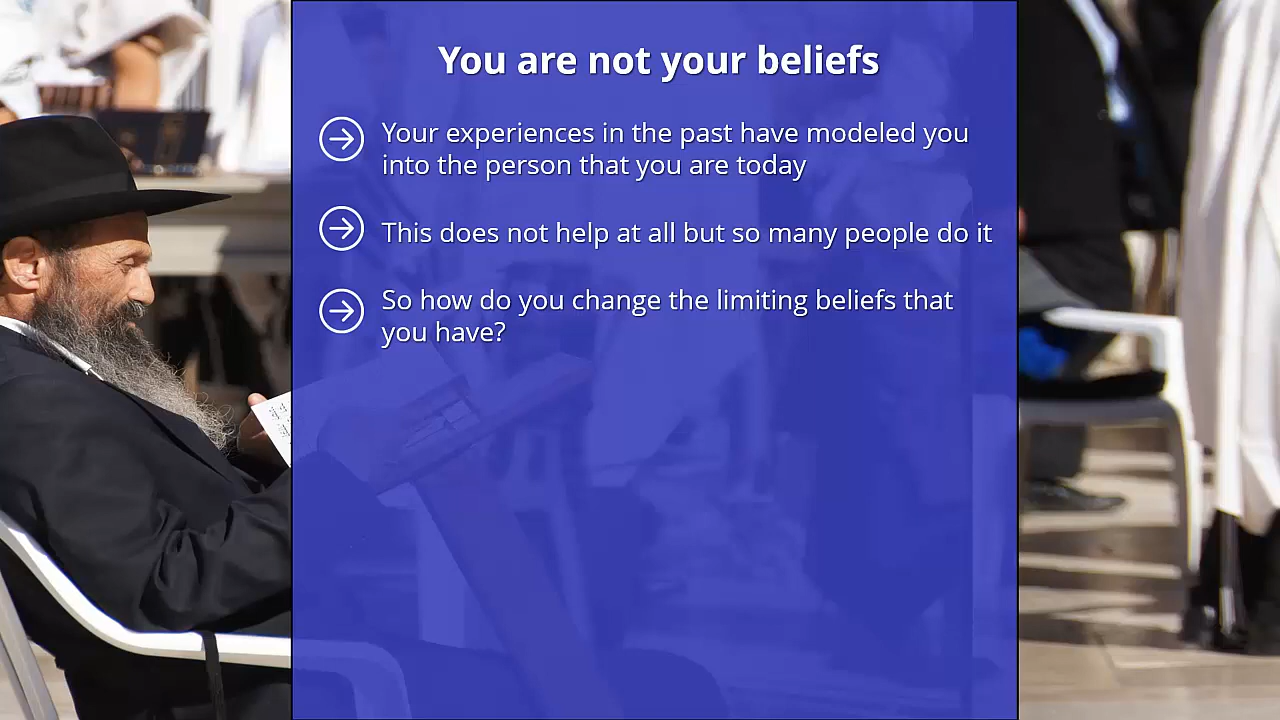 You are not your beliefs
Your experiences in the past have modeled you
into the person that you are today
This does not help at all but so many people do it
So how do you change the limiting beliefs that
you have?